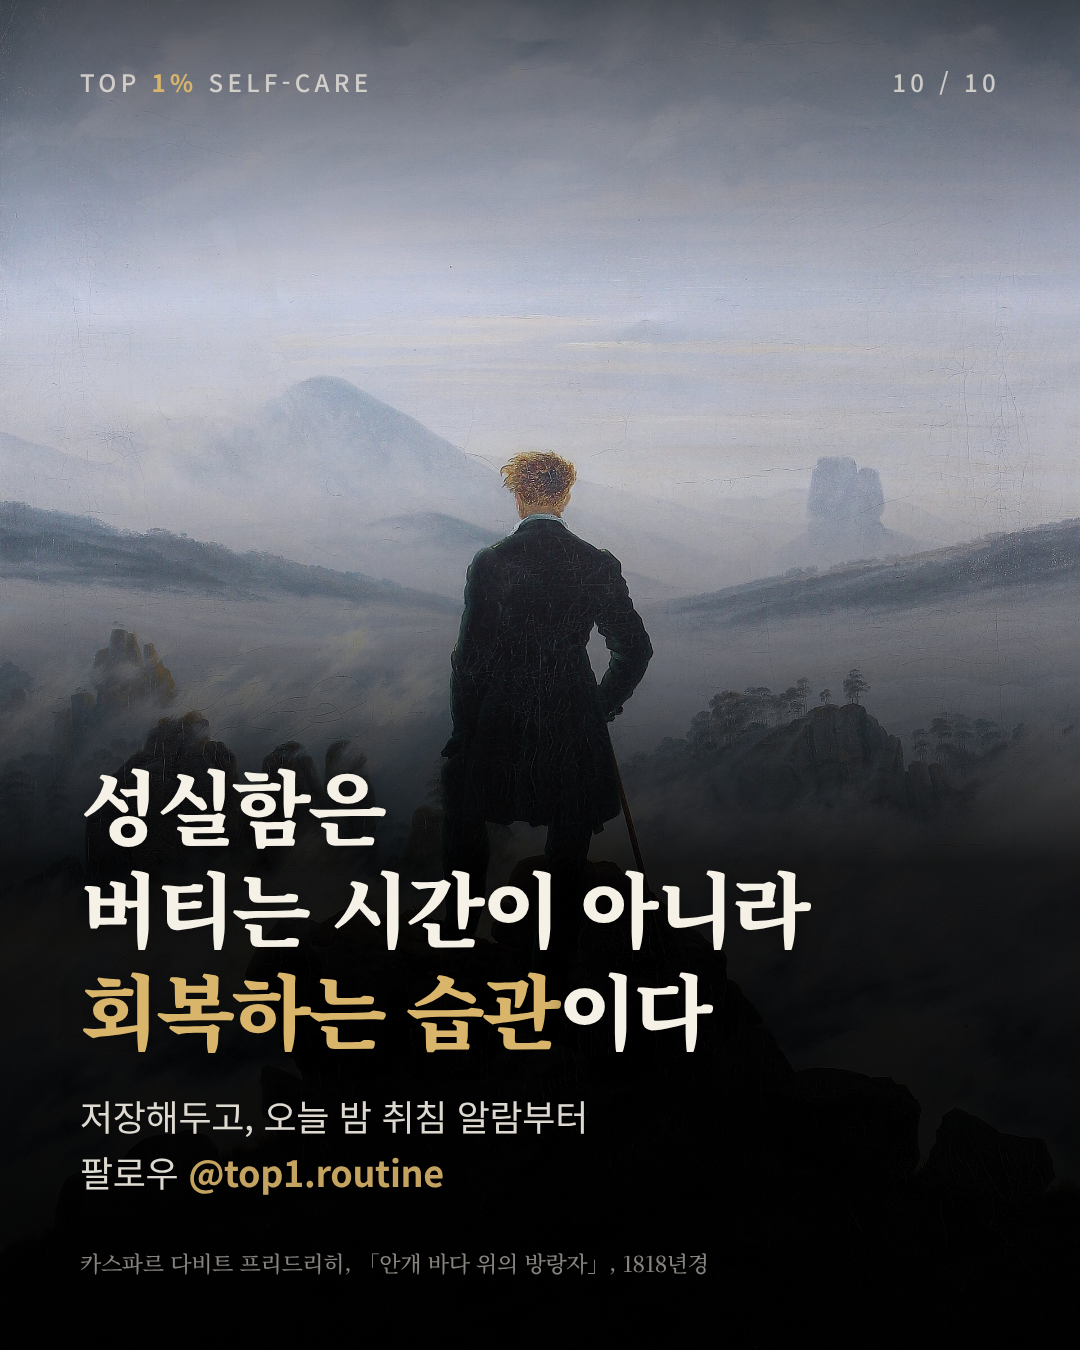 TOP 1% SELF-CARE
10 / 10
성실함은
버티는 시간이 아니라
회복하는 습관이다
저장해두고, 오늘 밤 취침 알람부터
팔로우 @top1.routine
카스파르 다비트 프리드리히, 「안개 바다 위의 방랑자」, 1818년경